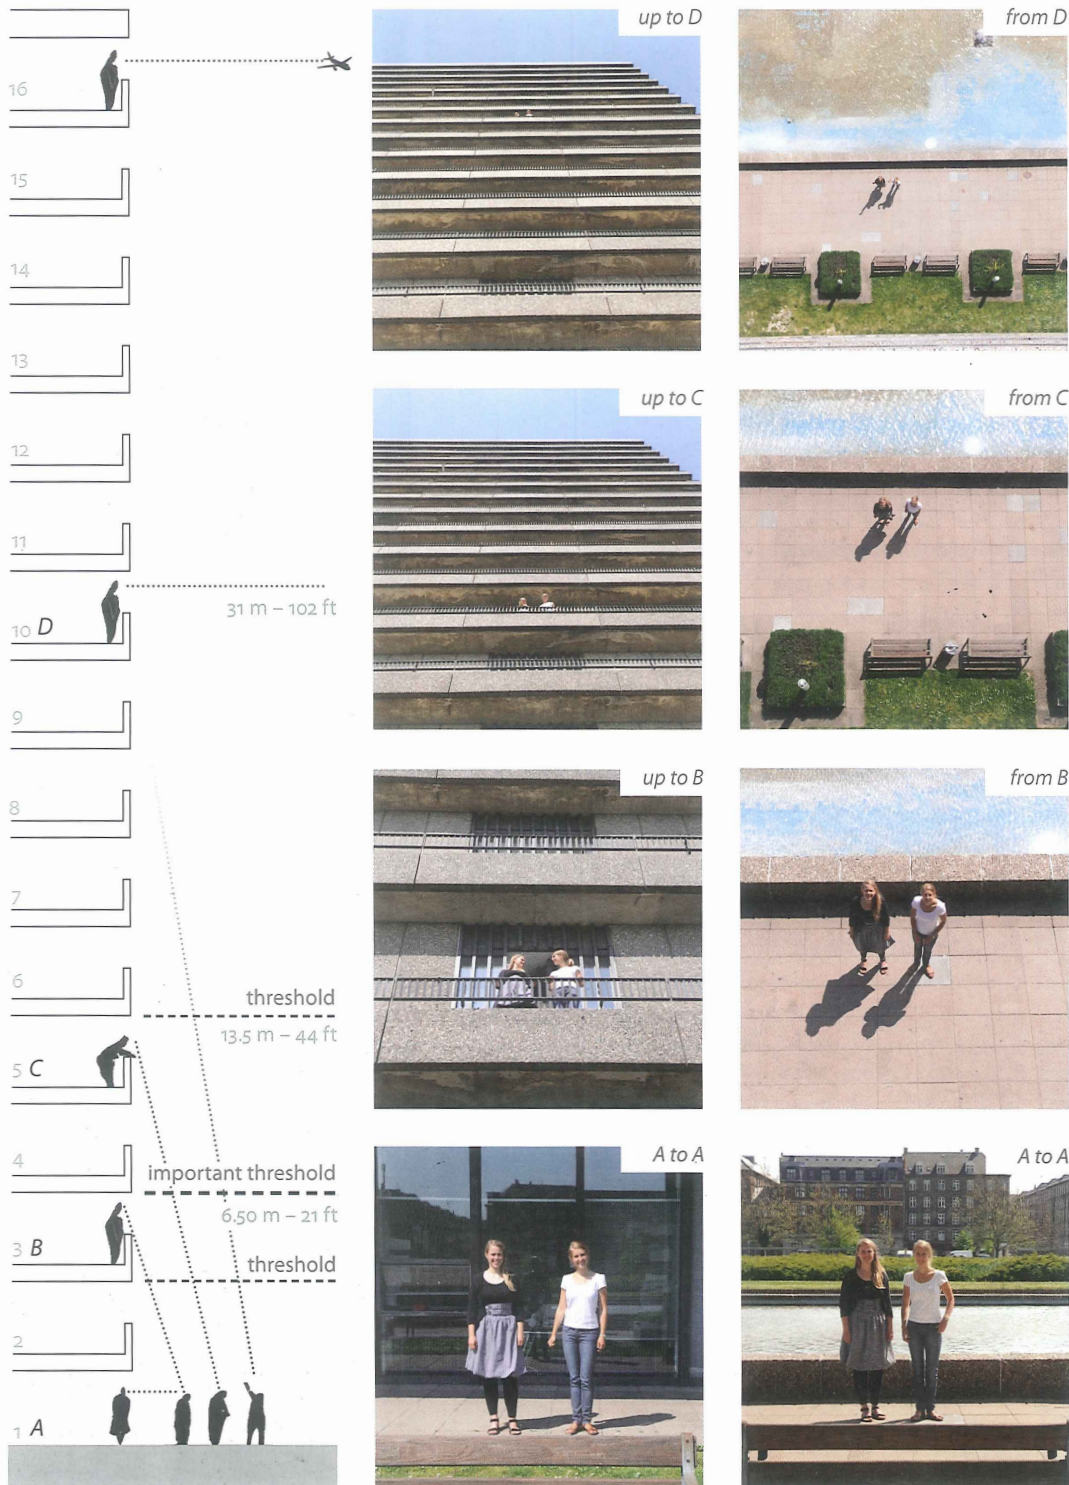 16
15
14
13
12
11
31 m – 102 ft
10 D
9
8
7
6
threshold
13.5 m – 44 ft
5 C
4
important threshold
6.50 m – 21 ft
3 B
threshold
2
1 A
up to D
from D
up to C
from C
up to B
from B
A to A
A to A